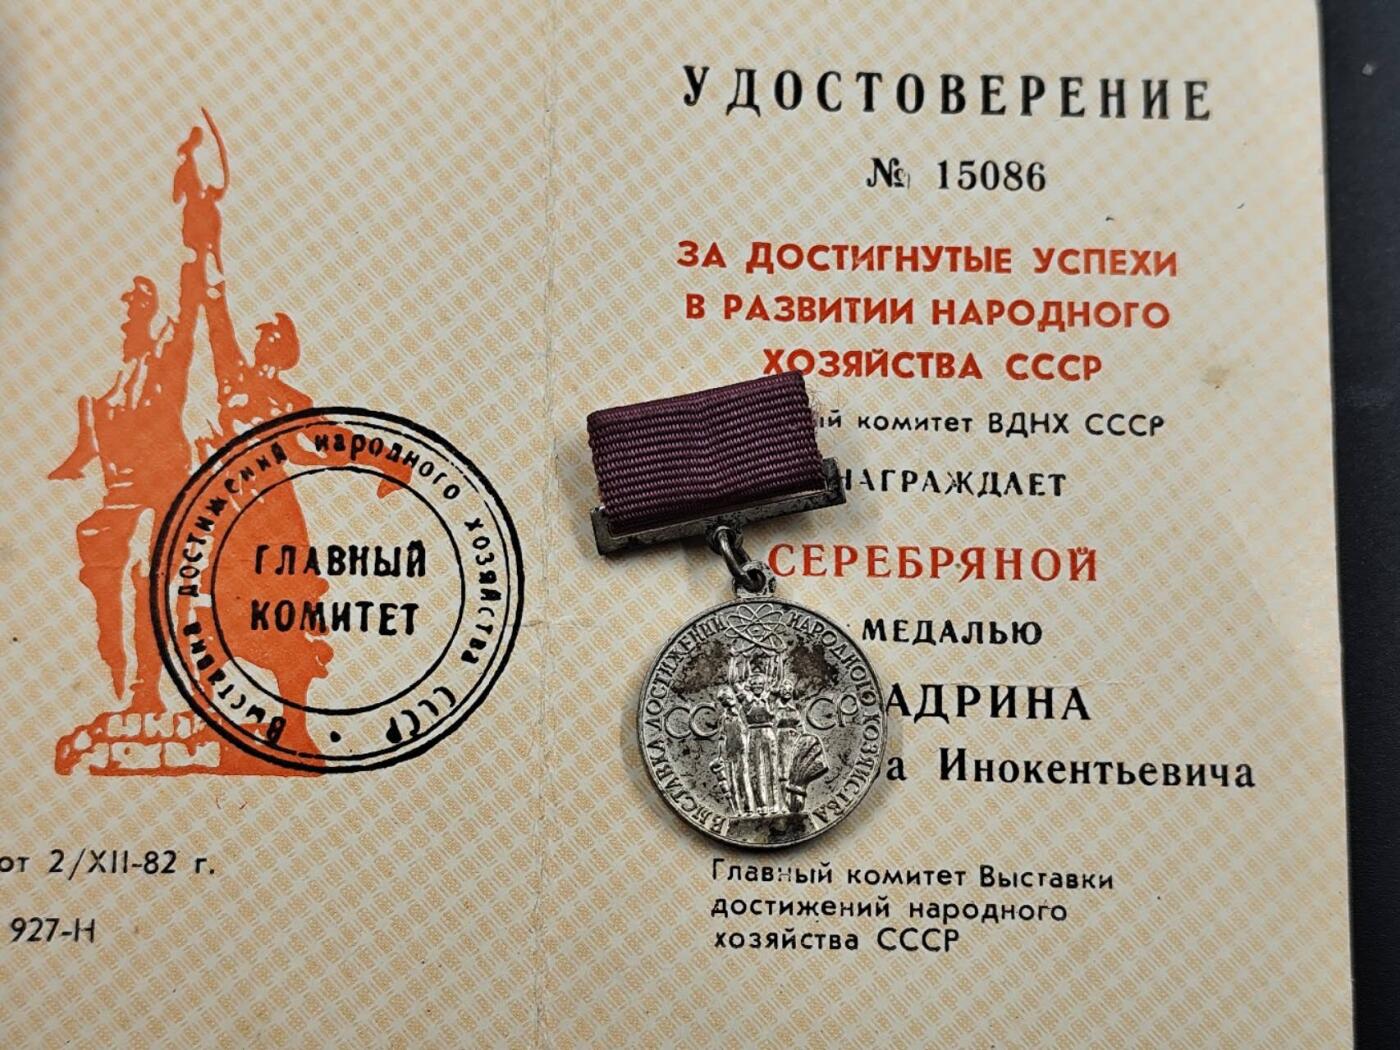 УДОСТОВЕРЕНИЕ
№ 15086
ЗА ДОСТИГНУТЫЕ УСПЕХИ
В РАЗВИТИИ НАРОДНОГО
ХОЗЯЙСТВА СССР
ый комитет ВДНХ СССР
НАГРАЖДАЕТ
СЕРЕБРЯНОЙ
МЕДАЛЬЮ
АДРИНА
а Инокентьевича
Главный комитет Выставки
достижений народного
хозяйства СССР
Выставка достижений народного хозяйства СССР
ГЛАВНЫЙ
КОМИТЕТ
от 2/XII-82 г.
927-Н
ВЫСТАВКА ДОСТИЖЕНИЙ НАРОДНОГО ХОЗЯЙСТВА
СССР